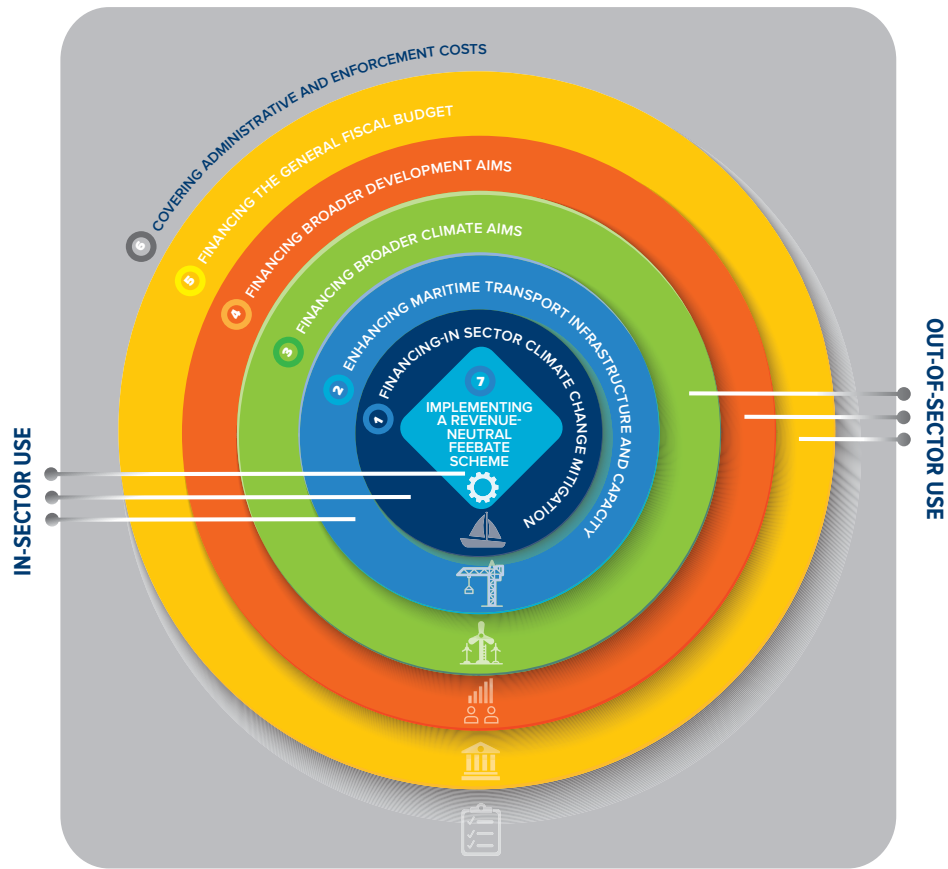 6 COVERING ADMINISTRATIVE AND ENFORCEMENT COSTS
5 FINANCING THE GENERAL FISCAL BUDGET
4 FINANCING BROADER DEVELOPMENT AIMS
3 FINANCING BROADER CLIMATE AIMS
2 ENHANCING MARITIME TRANSPORT INFRASTRUCTURE AND CAPACITY
1 FINANCING-IN SECTOR CLIMATE CHANGE MITIGATION
7
IMPLEMENTING
A REVENUE-
NEUTRAL
FEEBATE
SCHEME
IN-SECTOR USE
OUT-OF-SECTOR USE